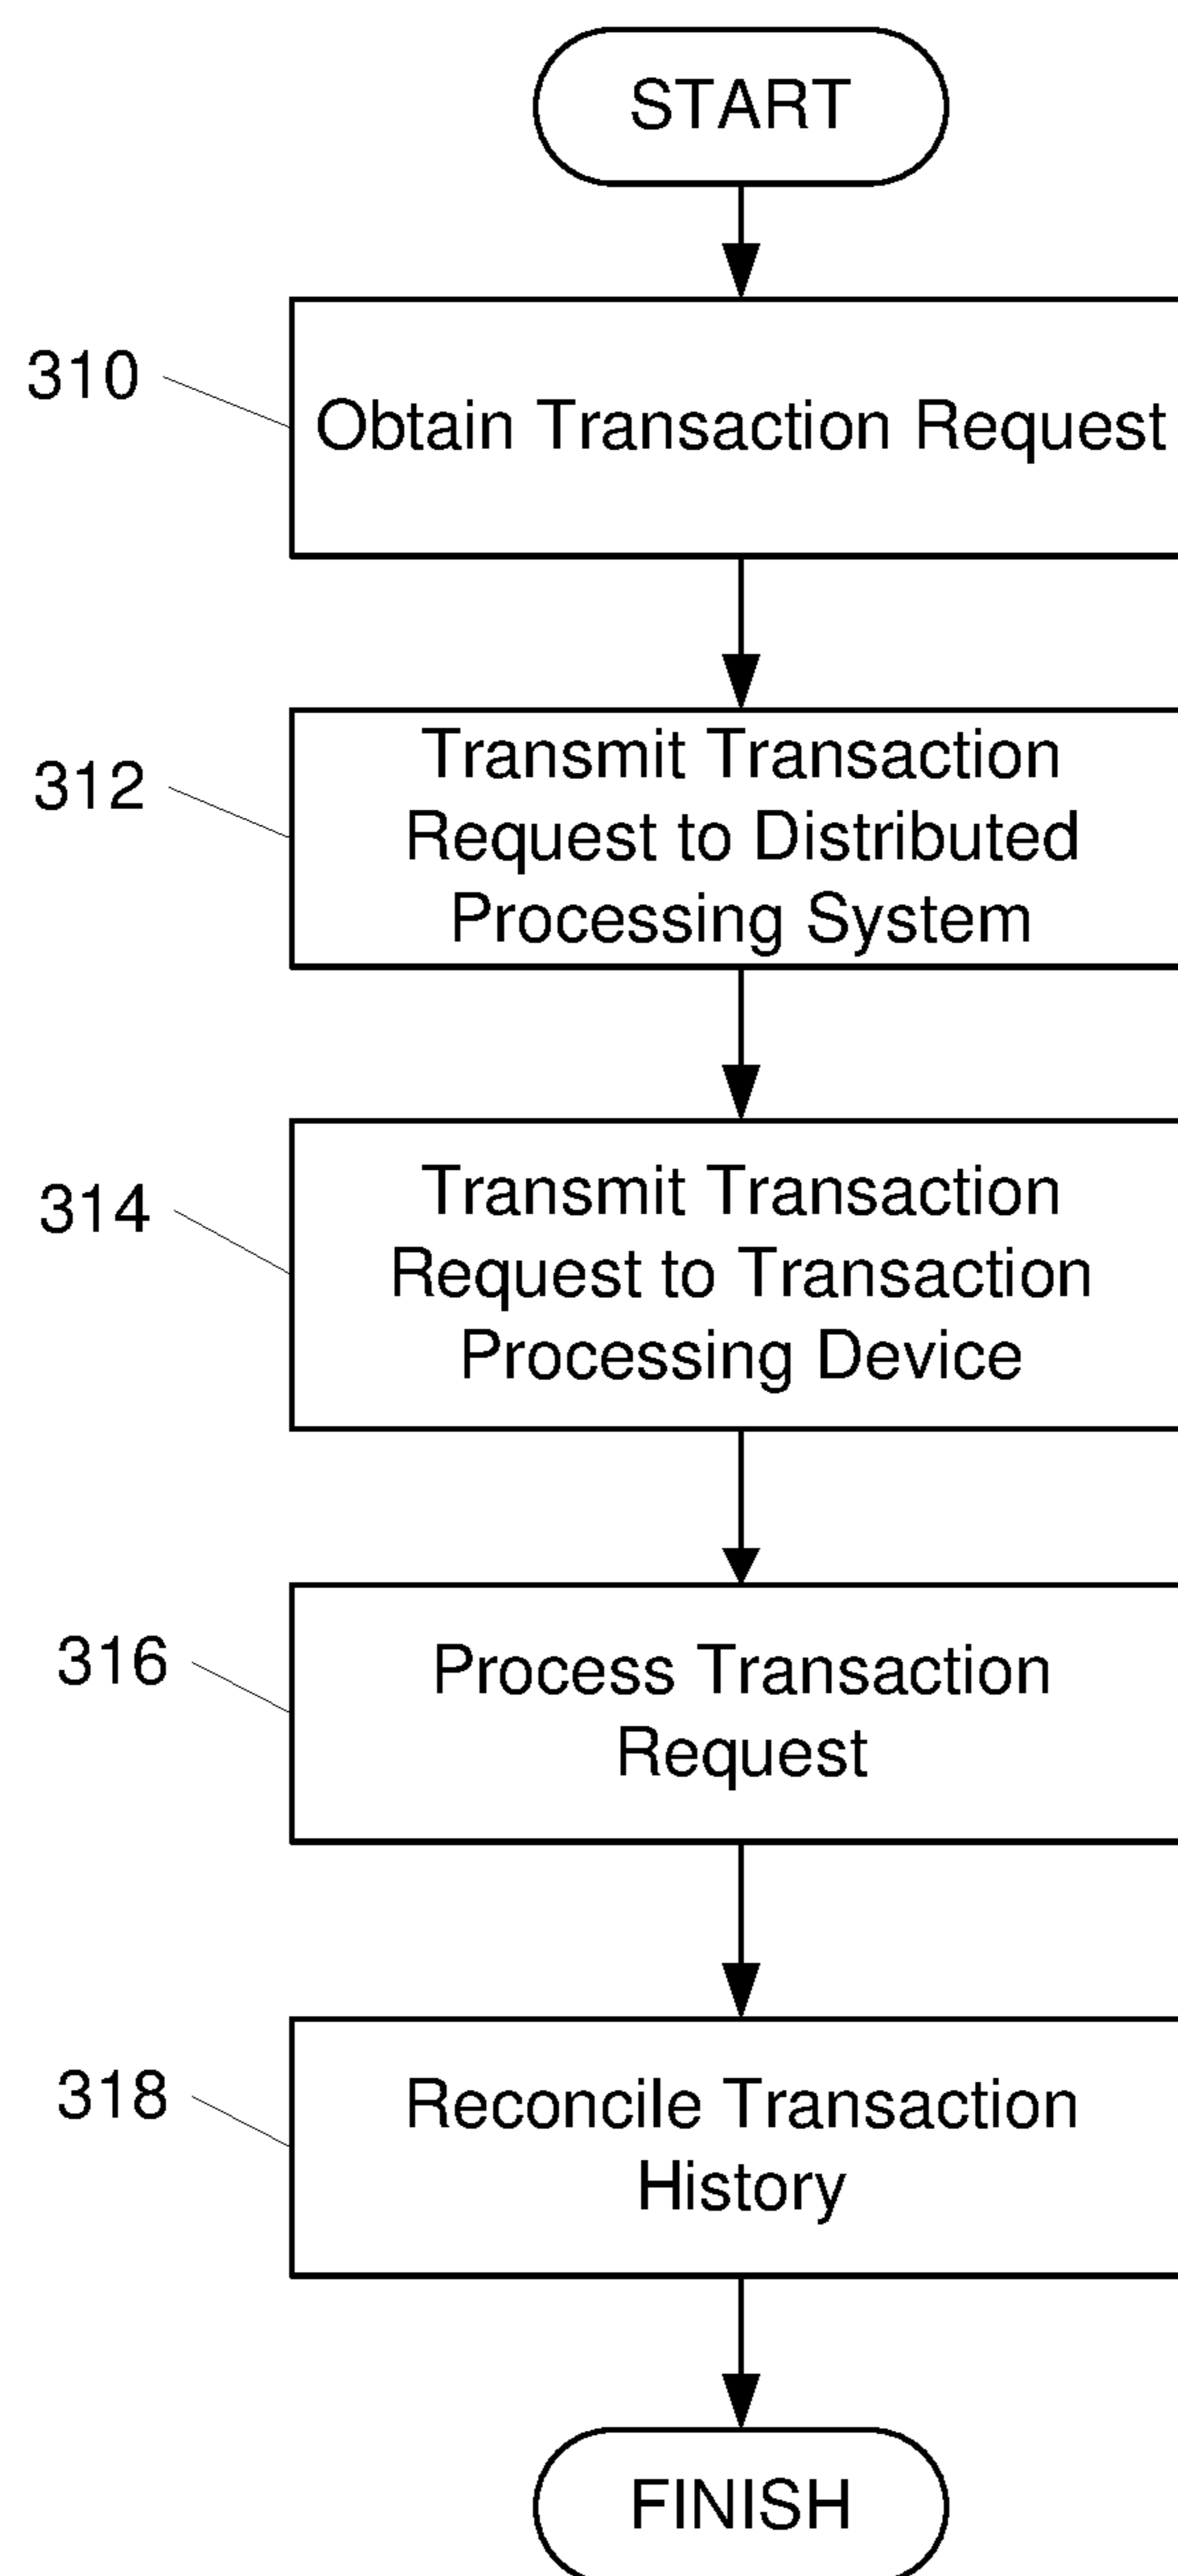 START
310
Obtain Transaction Request
312
Transmit Transaction
Request to Distributed
Processing System
314
Transmit Transaction
Request to Transaction
Processing Device
316
Process Transaction
Request
318
Reconcile Transaction
History
FINISH